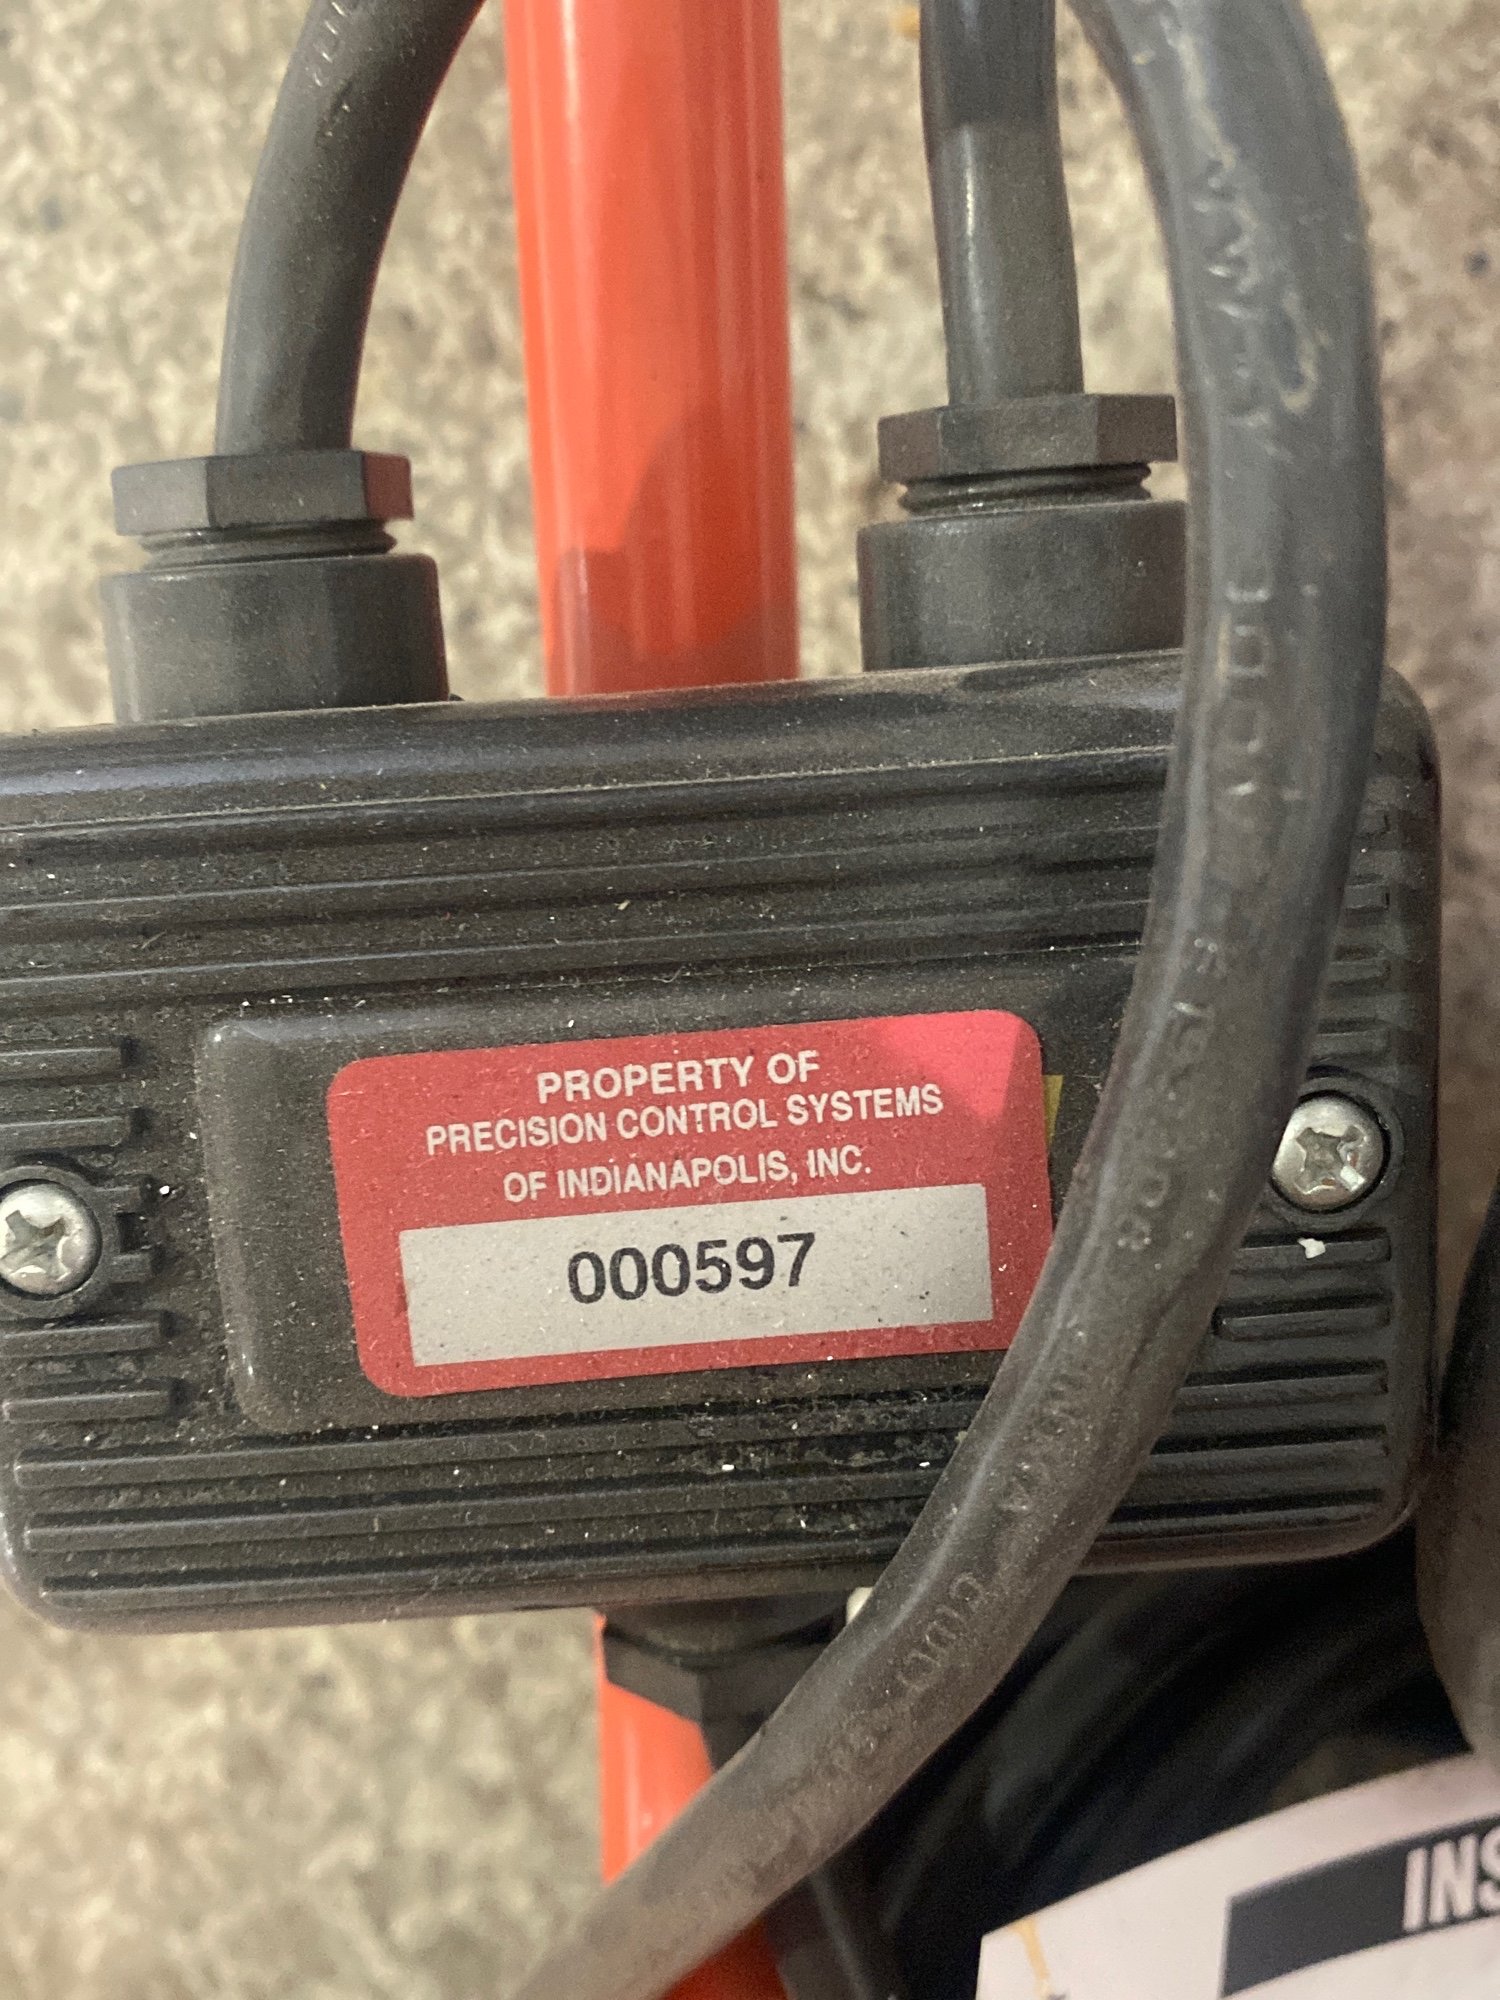 PROPERTY OF
PRECISION CONTROL SYSTEMS
OF INDIANAPOLIS, INC.
000597
INS